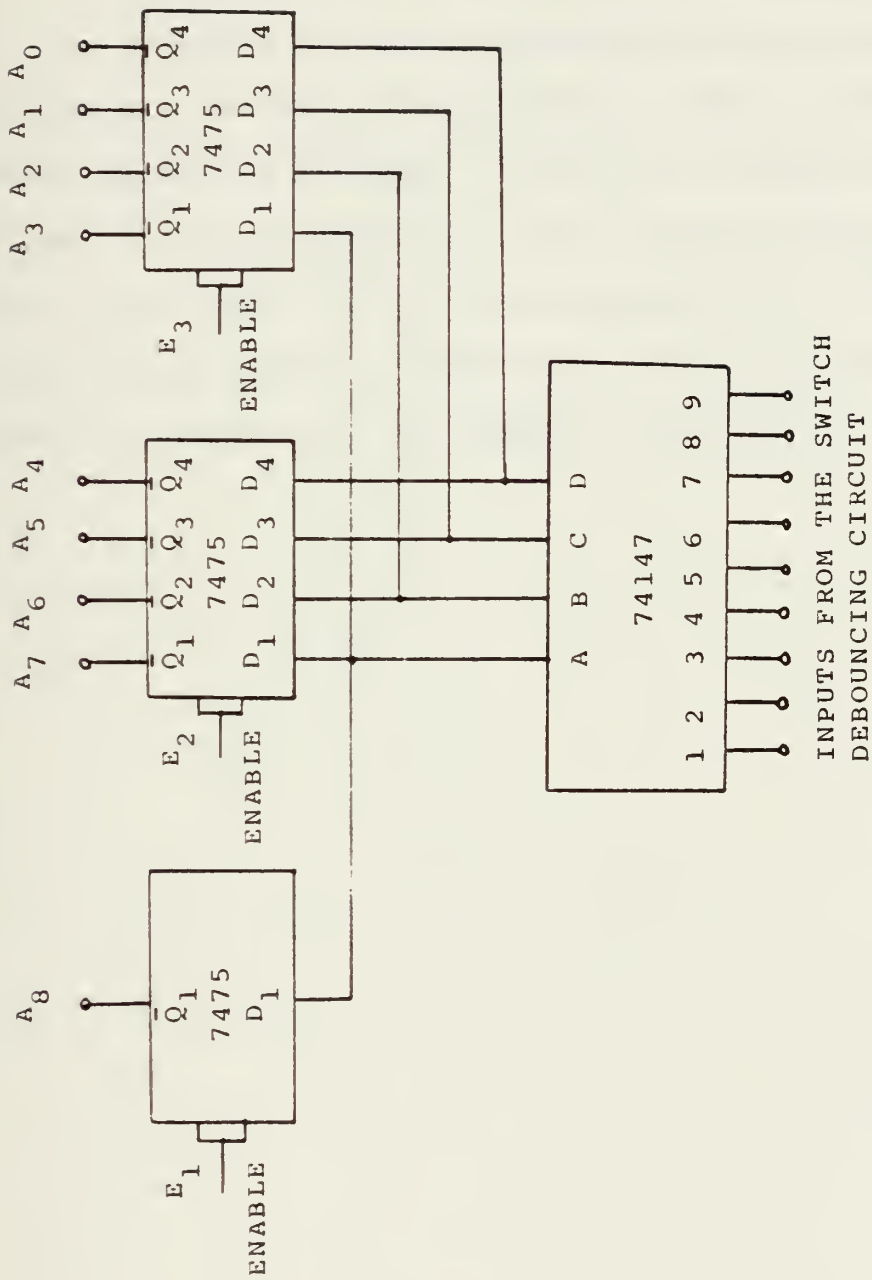 A8
A7 A6 A5 A4
A3 A2 A1 A0
Q̄1
7475
D1
E1
ENABLE
Q̄1 Q̄2 Q̄3 Q̄4
7475
D1 D2 D3 D4
E2
ENABLE
Q̄1 Q̄2 Q̄3 Q̄4
7475
D1 D2 D3 D4
E3
ENABLE
A B C D
74147
1 2 3 4 5 6 7 8 9
INPUTS FROM THE SWITCH
DEBOUNCING CIRCUIT